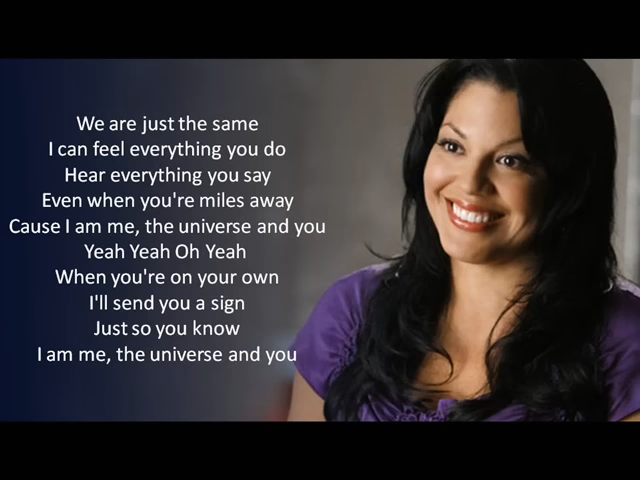 We are just the same
I can feel everything you do
Hear everything you say
Even when you're miles away
Cause I am me, the universe and you
Yeah Yeah Oh Yeah
When you're on your own
I'll send you a sign
Just so you know
I am me, the universe and you